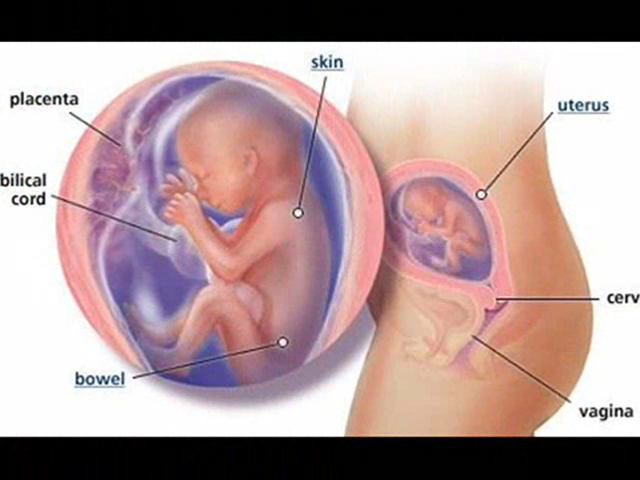 skin
placenta
uterus
bilical
cord
cerv
bowel
vagina